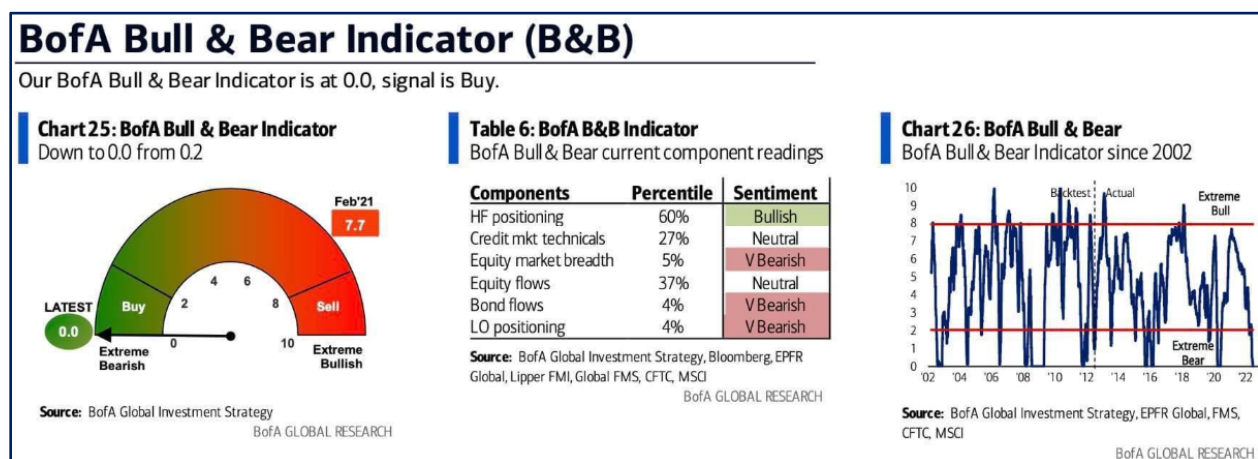 BofA Bull & Bear Indicator (B&B)
Our BofA Bull & Bear Indicator is at 0.0, signal is Buy.
Chart 25: BofA Bull & Bear Indicator
Down to 0.0 from 0.2
Feb'21
7.7
4 6
Buy 2 8 Sell
LATEST
0.0
0 10
Extreme
Bearish
Extreme
Bullish
Source: BofA Global Investment Strategy
BofA GLOBAL RESEARCH
Table 6: BofA B&B Indicator
BofA Bull & Bear current component readings
Components Percentile Sentiment
HF positioning 60% Bullish
Credit mkt technicals 27% Neutral
Equity market breadth 5% V Bearish
Equity flows 37% Neutral
Bond flows 4% V Bearish
LO positioning 4% V Bearish
Source: BofA Global Investment Strategy, Bloomberg, EPFR
Global, Lipper FMI, Global FMS, CFTC, MSCI
BofA GLOBAL RESEARCH
Chart 26: BofA Bull & Bear
BofA Bull & Bear Indicator since 2002
10
9
8
7
6
5
4
3
2
1
0
Backtest Actual
Extreme
Bull
Extreme
Bear
'02 '04 '06 '08 '10 '12 '14 '16 '18 '20 '22
Source: BofA Global Investment Strategy, EPFR Global, FMS,
CFTC, MSCI
BofA GLOBAL RESEARCH